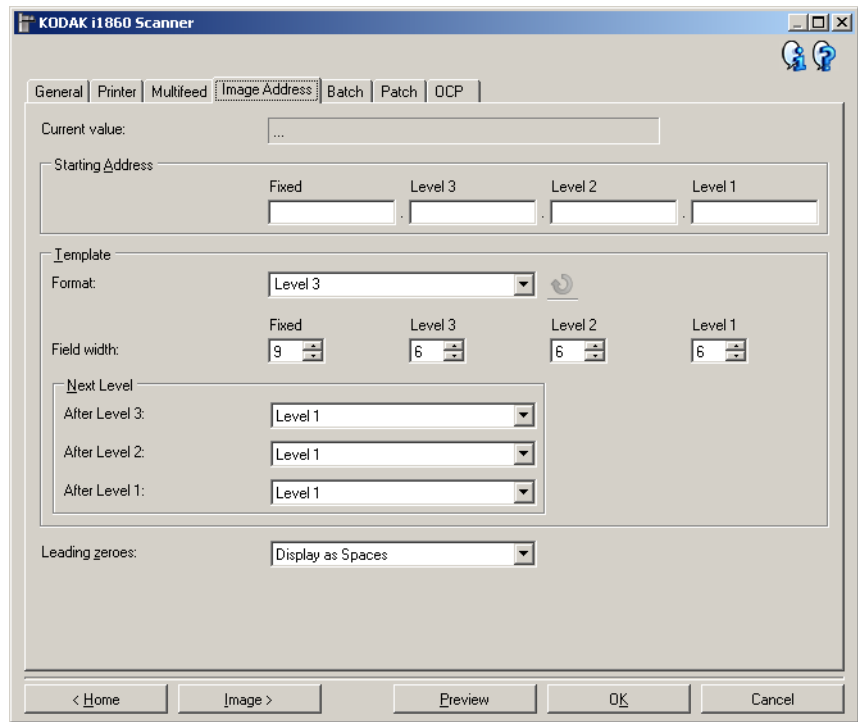 KODAK i1860 Scanner
General Printer Multifeed Image Address Batch Patch OCP
Current value: ...
Starting Address
Fixed Level 3 Level 2 Level 1
. . .
Template
Format: Level 3
Fixed Level 3 Level 2 Level 1
Field width: 9 6 6 6
Next Level
After Level 3: Level 1
After Level 2: Level 1
After Level 1: Level 1
Leading zeroes: Display as Spaces
< Home Image > Preview OK Cancel